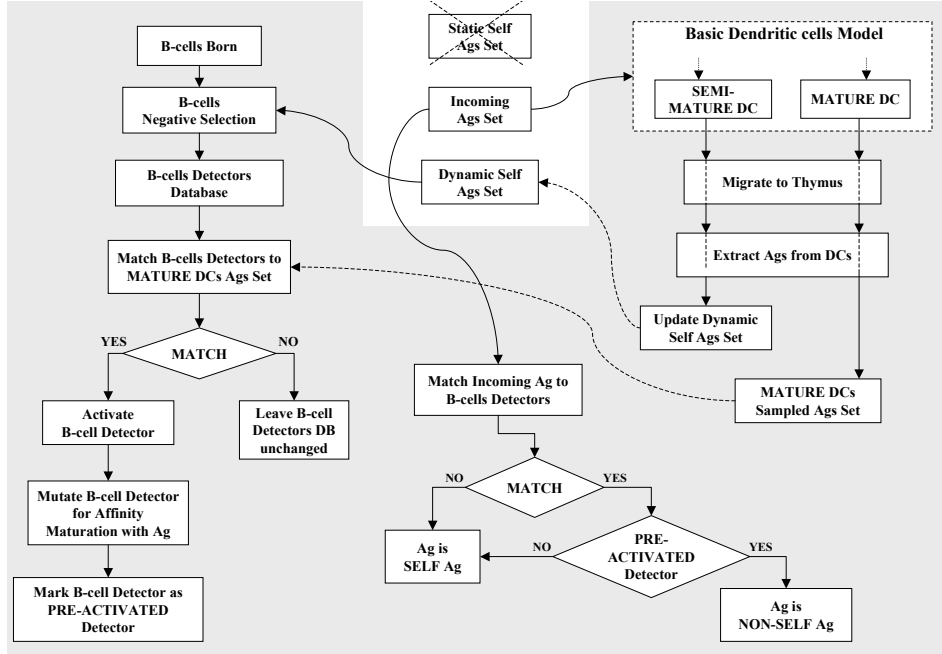 B-cells Born
B-cells
Negative Selection
B-cells Detectors
Database
Match B-cells Detectors to
MATURE DCs Ags Set
YES
MATCH
NO
Activate
B-cell Detector
Leave B-cell
Detectors DB
unchanged
Mutate B-cell Detector
for Affinity
Maturation with Ag
Mark B-cell Detector as
PRE-ACTIVATED
Detector
Static Self
Ags Set
Incoming
Ags Set
Dynamic Self
Ags Set
Match Incoming Ag to
B-cells Detectors
NO
MATCH
YES
Ag is
SELF Ag
NO
PRE-
ACTIVATED
Detector
YES
Ag is
NON-SELF Ag
Basic Dendritic cells Model
SEMI-
MATURE DC
MATURE DC
Migrate to Thymus
Extract Ags from DCs
Update Dynamic
Self Ags Set
MATURE DCs
Sampled Ags Set